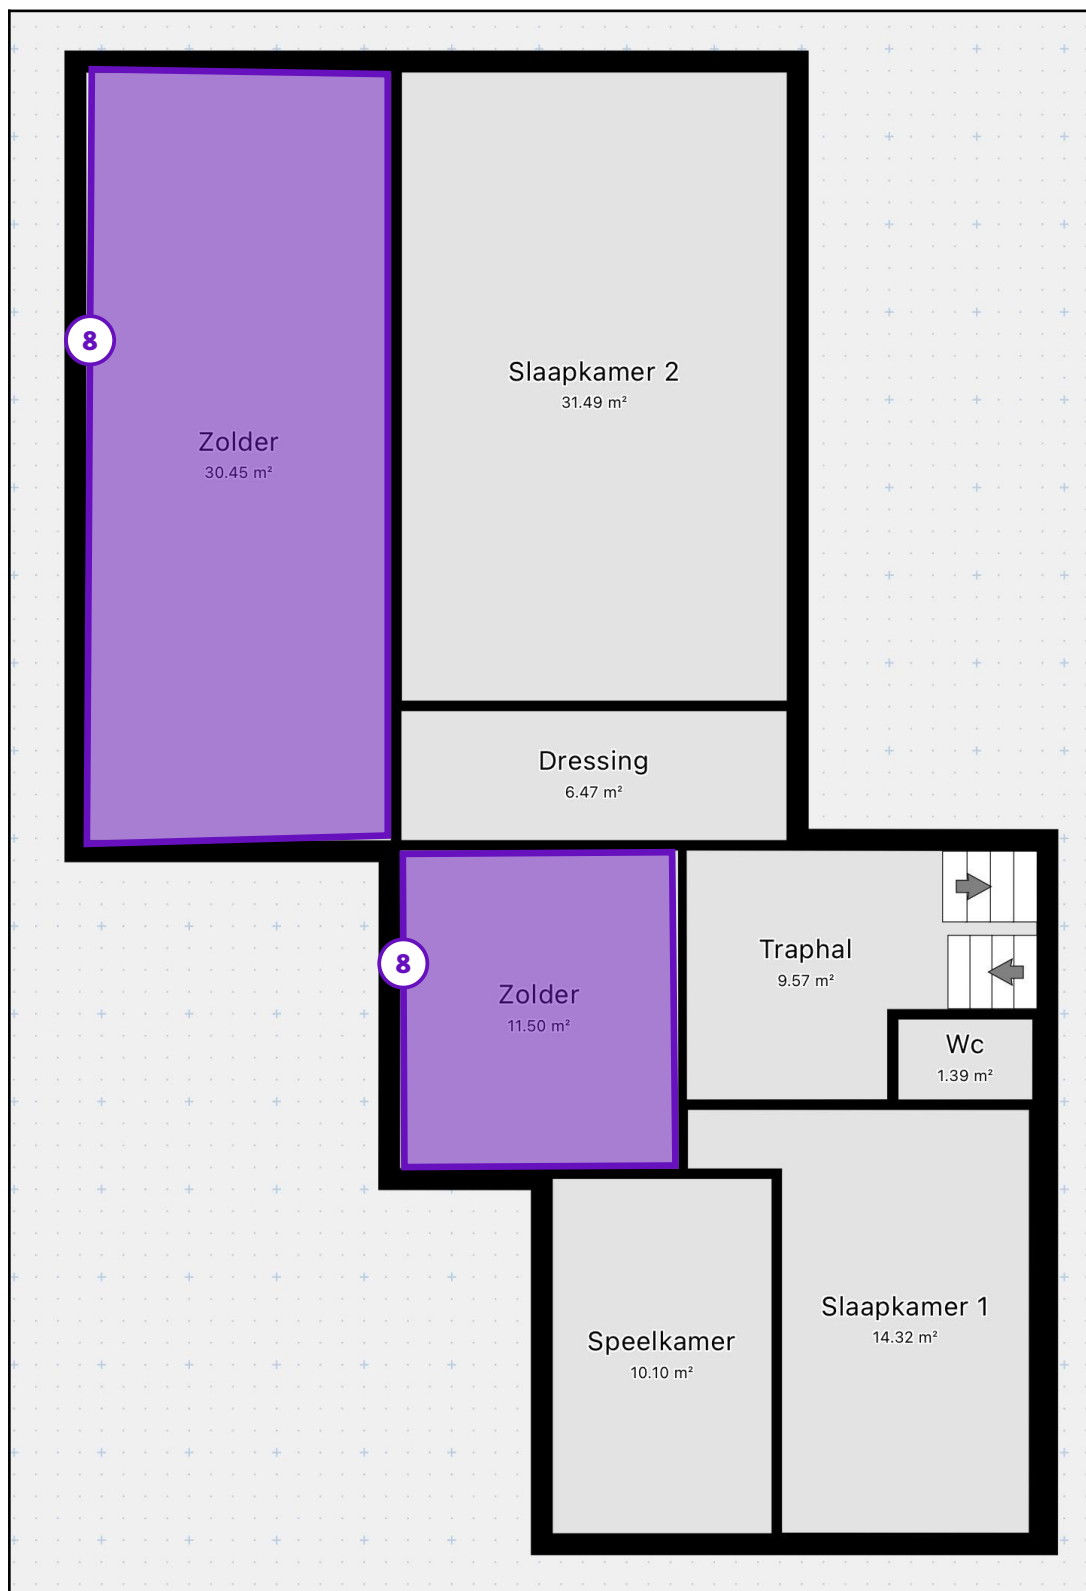 8
Zolder
30.45 m²
Slaapkamer 2
31.49 m²
Dressing
6.47 m²
8
Zolder
11.50 m²
Traphal
9.57 m²
Wc
1.39 m²
Slaapkamer 1
14.32 m²
Speelkamer
10.10 m²